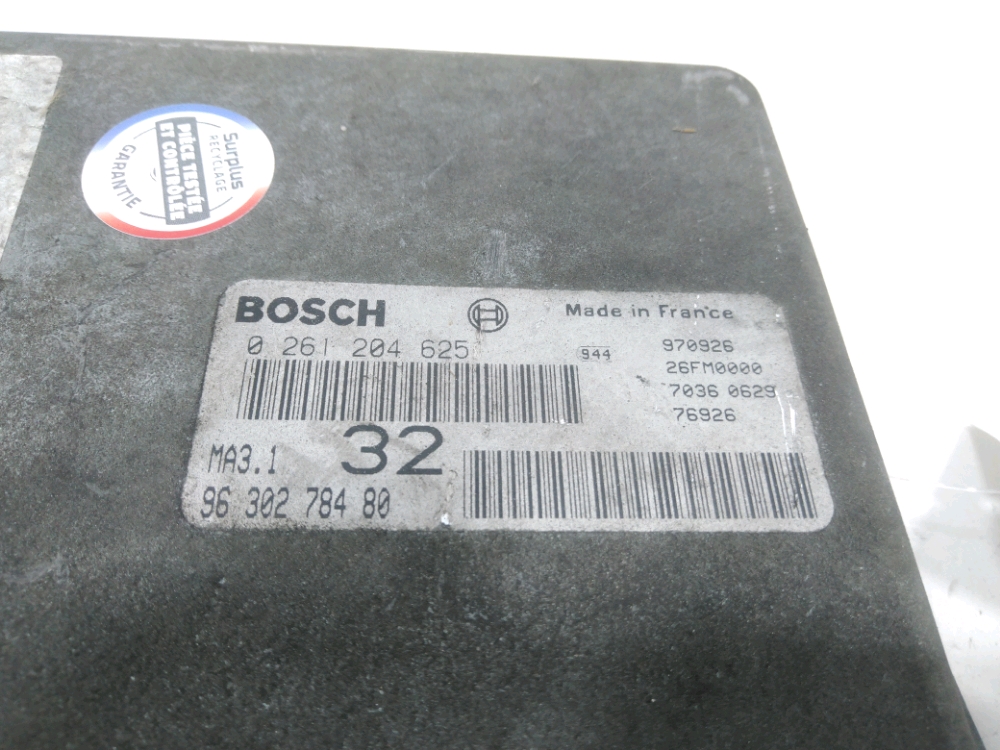 Surplus
RECYCLAGE
PIÈCE TESTÉE
ET CONTRÔLÉE
GARANTIE
BOSCH
Made in France
0 261 204 625
944
970926
26FM0000
7036 0629
76926
MA3.1
32
96 302 784 80